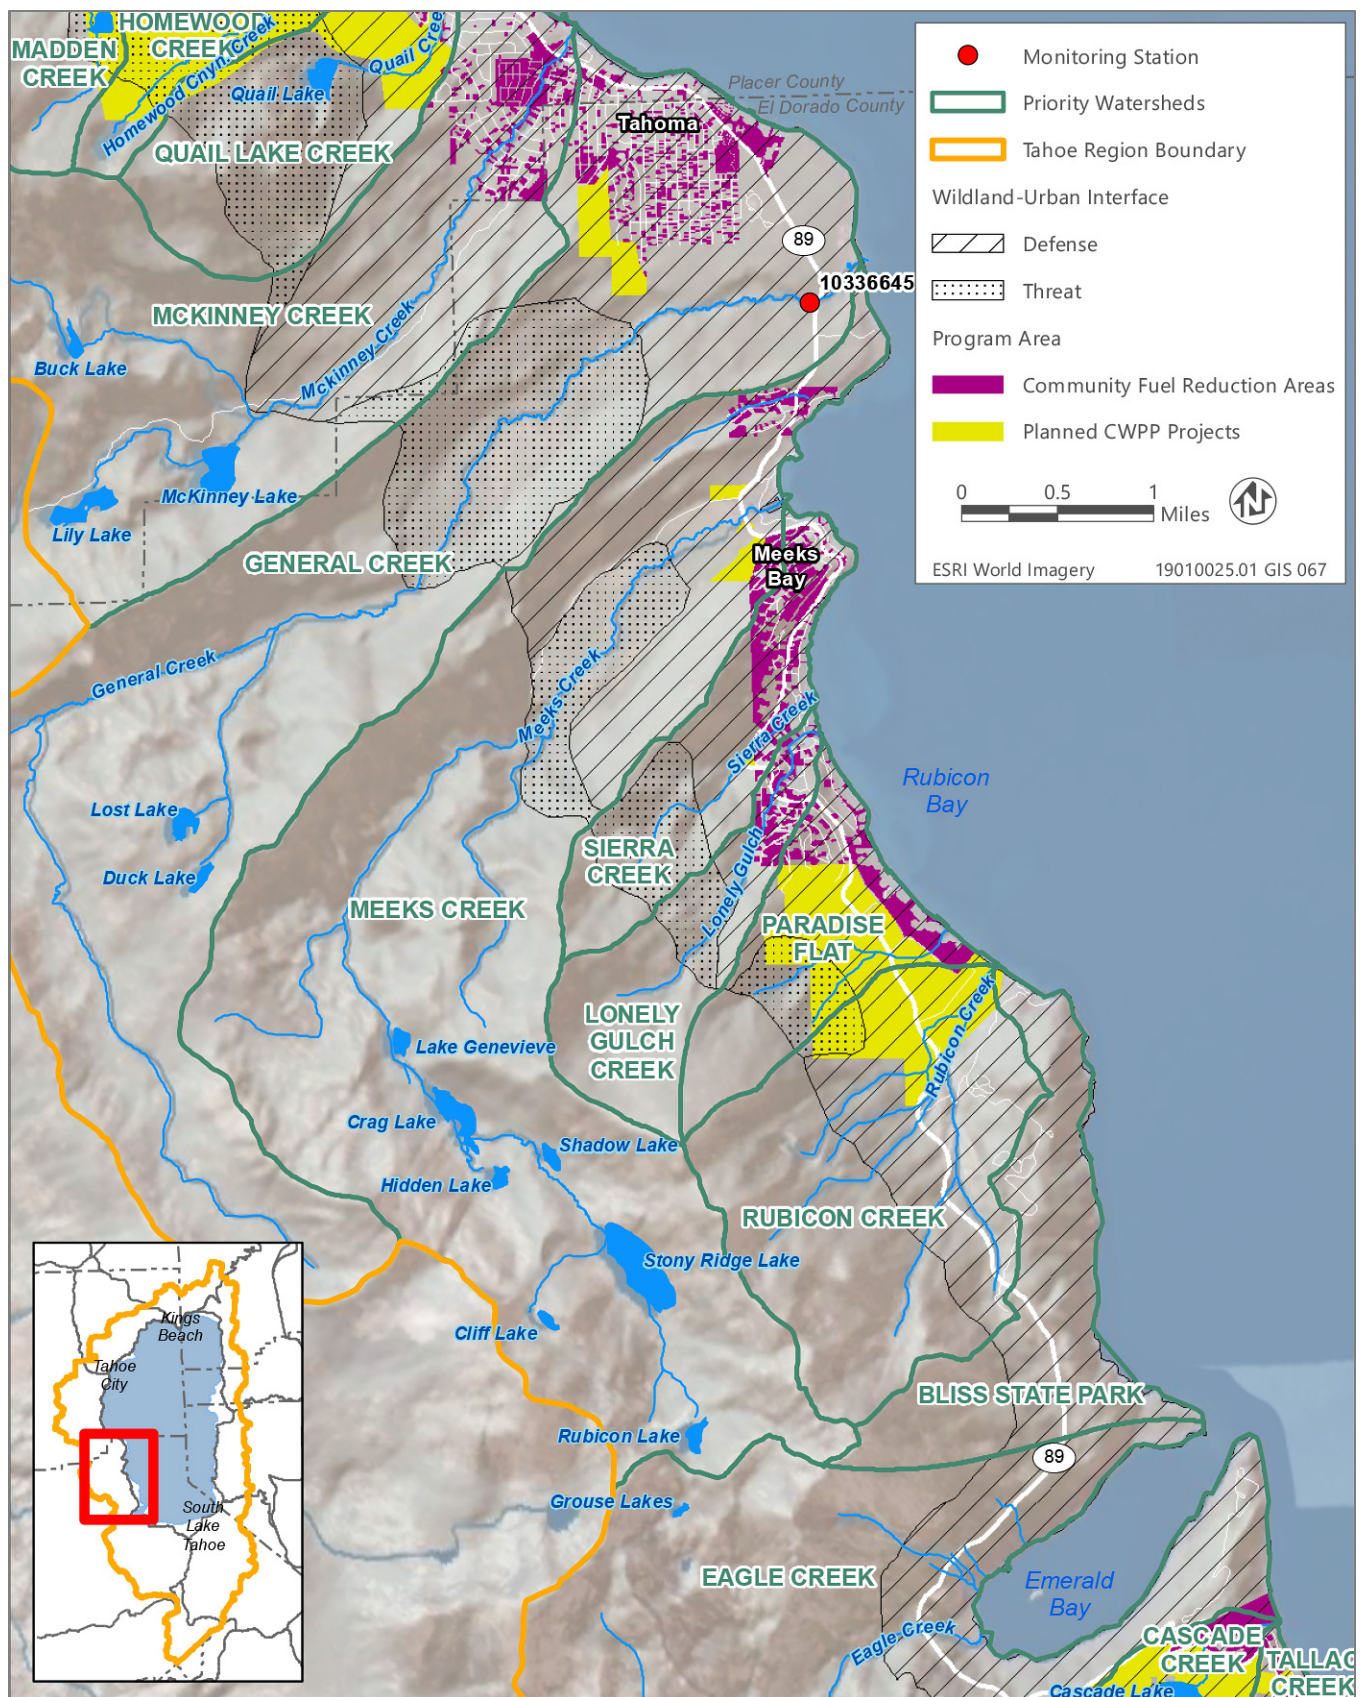 HOMEWOOD
CREEK
MADDEN
CREEK
Homewood Cnyn Creek
Quail Lake
Quail Cree
QUAIL LAKE CREEK
Placer County
El Dorado County
Tahoma
89
10336645
MCKINNEY CREEK
Mckinney Creek
Buck Lake
McKinney Lake
Lily Lake
GENERAL CREEK
General Creek
Meeks
Bay
Meeks Creek
Sierra Creek
Lost Lake
Duck Lake
SIERRA
CREEK
Lonely Gulch
MEEKS CREEK
PARADISE
FLAT
Rubicon
Bay
LONELY
GULCH
CREEK
Rubicon Creek
Lake Genevieve
Crag Lake
Shadow Lake
Hidden Lake
RUBICON CREEK
Stony Ridge Lake
Cliff Lake
BLISS STATE PARK
Rubicon Lake
89
Grouse Lakes
EAGLE CREEK
Emerald
Bay
Eagle Creek
CASCADE
CREEK
TALLAC
CREEK
Cascade Lake
Monitoring Station
Priority Watersheds
Tahoe Region Boundary
Wildland-Urban Interface
Defense
Threat
Program Area
Community Fuel Reduction Areas
Planned CWPP Projects
0 0.5 1
Miles
N
ESRI World Imagery 19010025.01 GIS 067
Kings
Beach
Tahoe
City
South
Lake
Tahoe